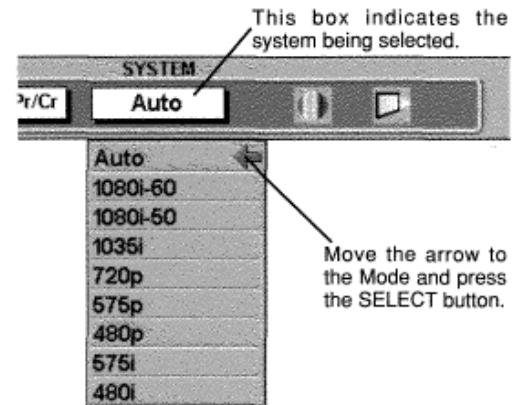 This box indicates the
system being selected.
SYSTEM
Pr/Cr
Auto
Auto
1080i-60
1080i-50
1035i
720p
575p
480p
575i
480i
Move the arrow to
the Mode and press
the SELECT button.